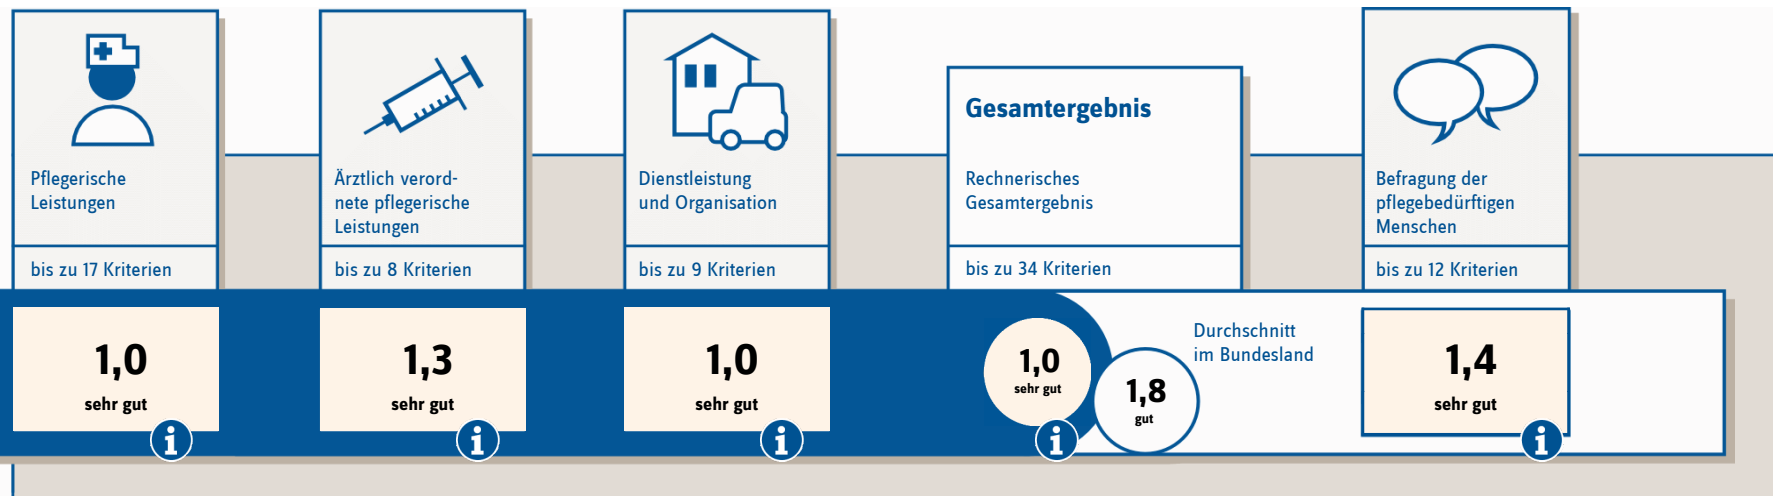 Pflegerische
Leistungen
bis zu 17 Kriterien
1,0
sehr gut
i
Ärztlich verord-
nete pflegerische
Leistungen
bis zu 8 Kriterien
1,3
sehr gut
i
Dienstleistung
und Organisation
bis zu 9 Kriterien
1,0
sehr gut
i
Gesamtergebnis
Rechnerisches
Gesamtergebnis
bis zu 34 Kriterien
1,0
sehr gut
i
1,8
gut
Durchschnitt
im Bundesland
Befragung der
pflegebedürftigen
Menschen
bis zu 12 Kriterien
1,4
sehr gut
i